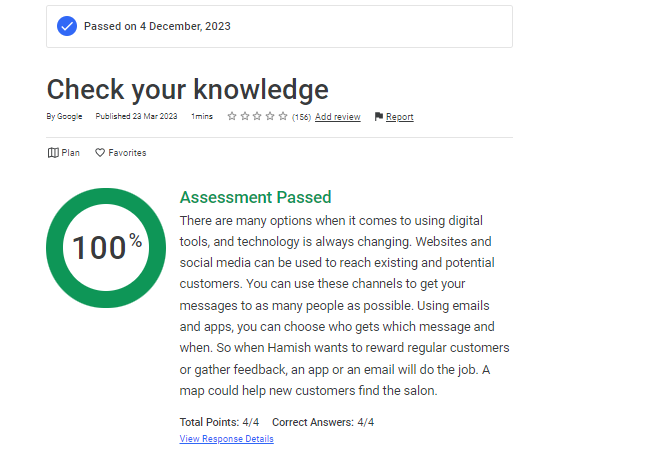 Passed on 4 December, 2023
Check your knowledge
By Google Published 23 Mar 2023 1mins (156) Add review Report
Plan Favorites
100%
Assessment Passed
There are many options when it comes to using digital
tools, and technology is always changing. Websites and
social media can be used to reach existing and potential
customers. You can use these channels to get your
messages to as many people as possible. Using emails
and apps, you can choose who gets which message and
when. So when Hamish wants to reward regular customers
or gather feedback, an app or an email will do the job. A
map could help new customers find the salon.
Total Points: 4/4 Correct Answers: 4/4
View Response Details